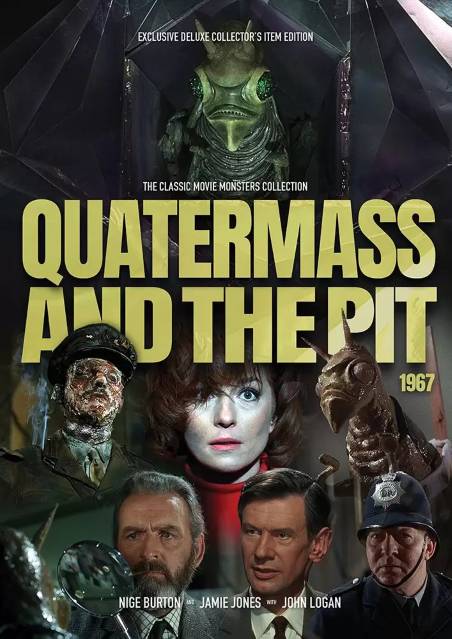 EXCLUSIVE DELUXE COLLECTOR'S ITEM EDITION
THE CLASSIC MOVIE MONSTERS COLLECTION
QUATERMASS
AND THE PIT
1967
NIGE BURTON AND JAMIE JONES WITH JOHN LOGAN